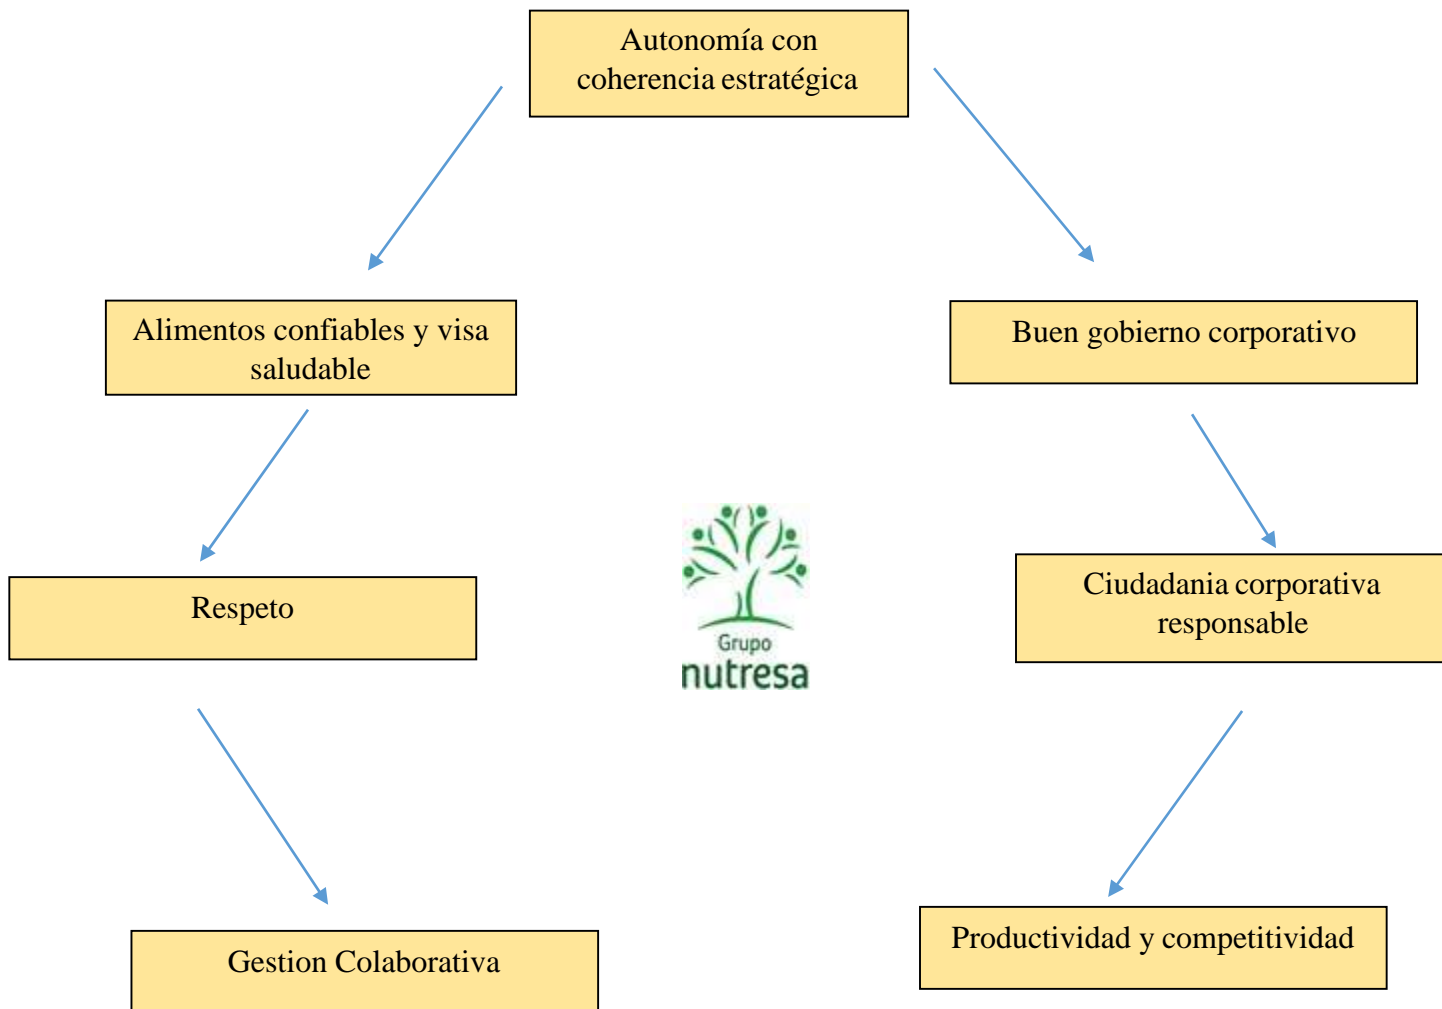 Autonomía con
coherencia estratégica
Alimentos confiables y visa
saludable
Buen gobierno corporativo
Respeto
Ciudadania corporativa
responsable
Grupo
nutresa
Gestion Colaborativa
Productividad y competitividad